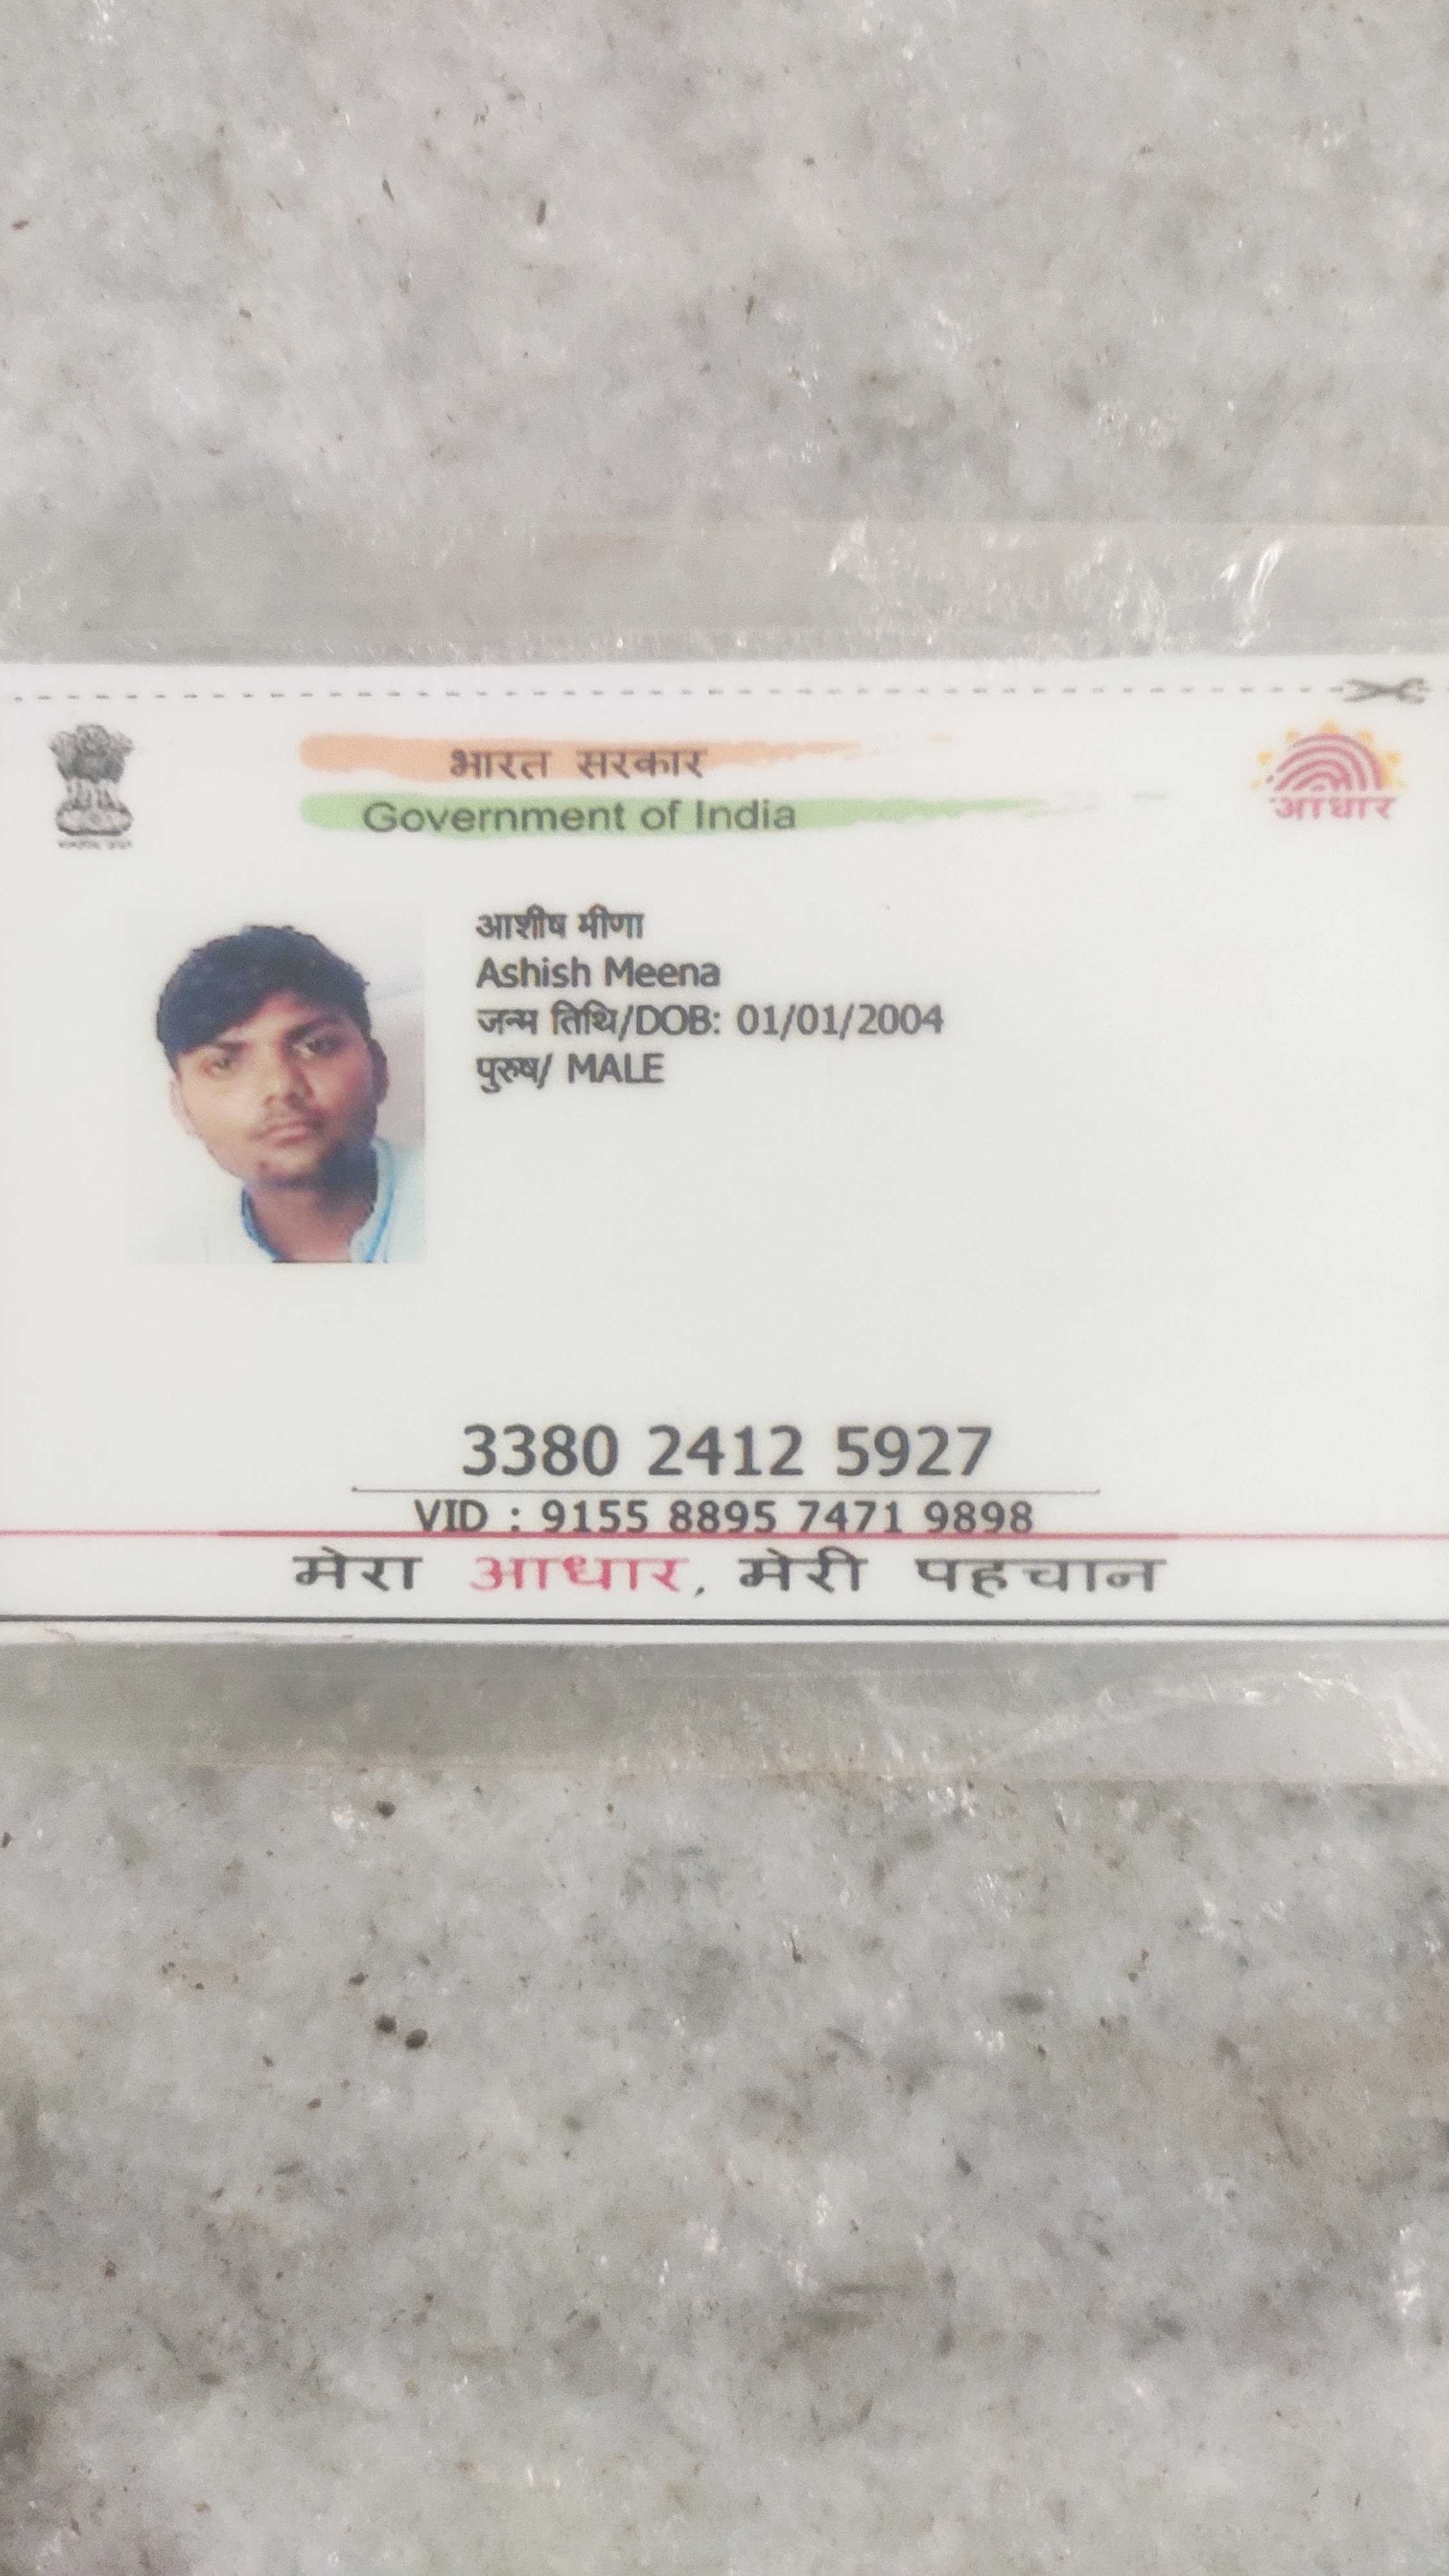 भारत सरकार
Government of India
आधार
आशीष मीणा
Ashish Meena
जन्म तिथि/DOB: 01/01/2004
पुरुष/ MALE
3380 2412 5927
VID : 9155 8895 7471 9898
मेरा आधार, मेरी पहचान